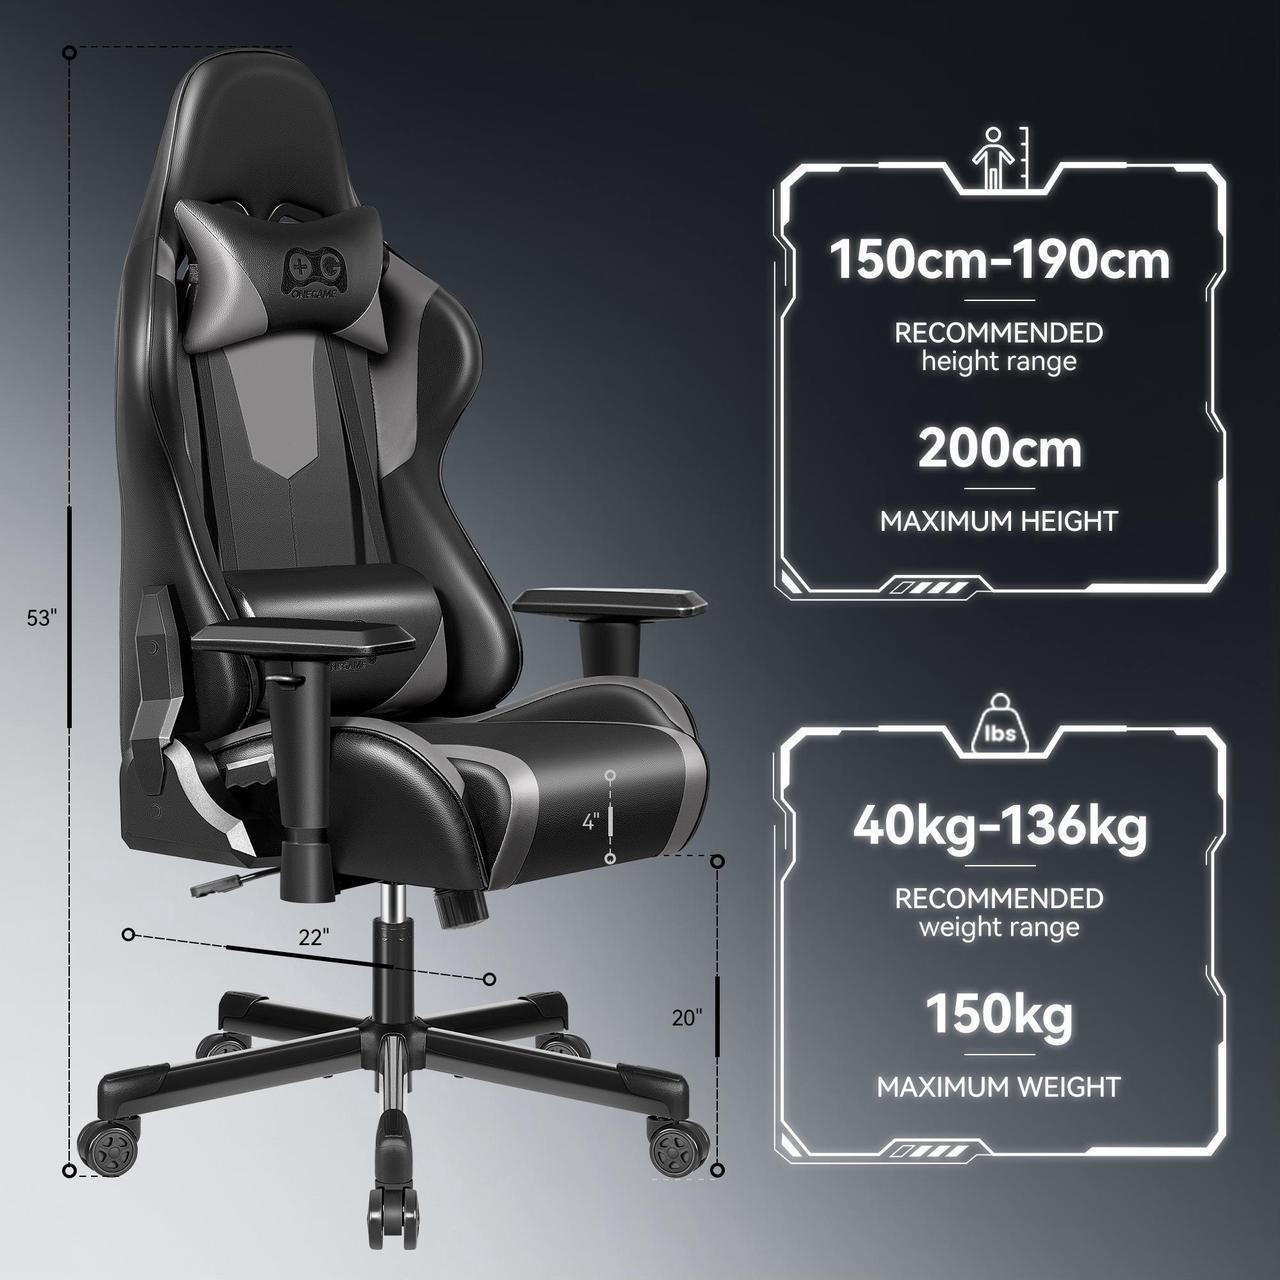 150cm-190cm
RECOMMENDED
height range
200cm
MAXIMUM HEIGHT
ONEGAME
53"
lbs
4"
40kg-136kg
RECOMMENDED
weight range
22"
20"
150kg
MAXIMUM WEIGHT